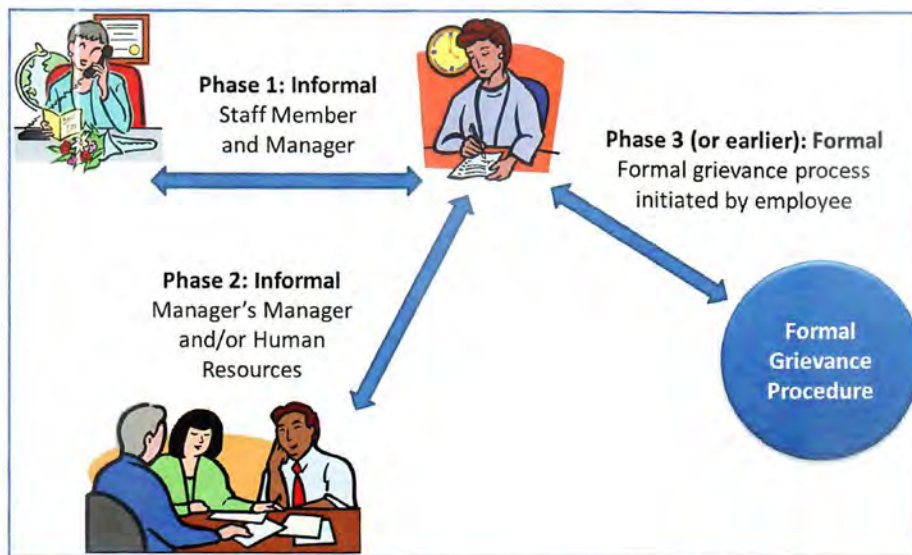 Phase 1: Informal
Staff Member
and Manager
Phase 3 (or earlier): Formal
Formal grievance process
initiated by employee
Phase 2: Informal
Manager's Manager
and/or Human
Resources
Formal
Grievance
Procedure